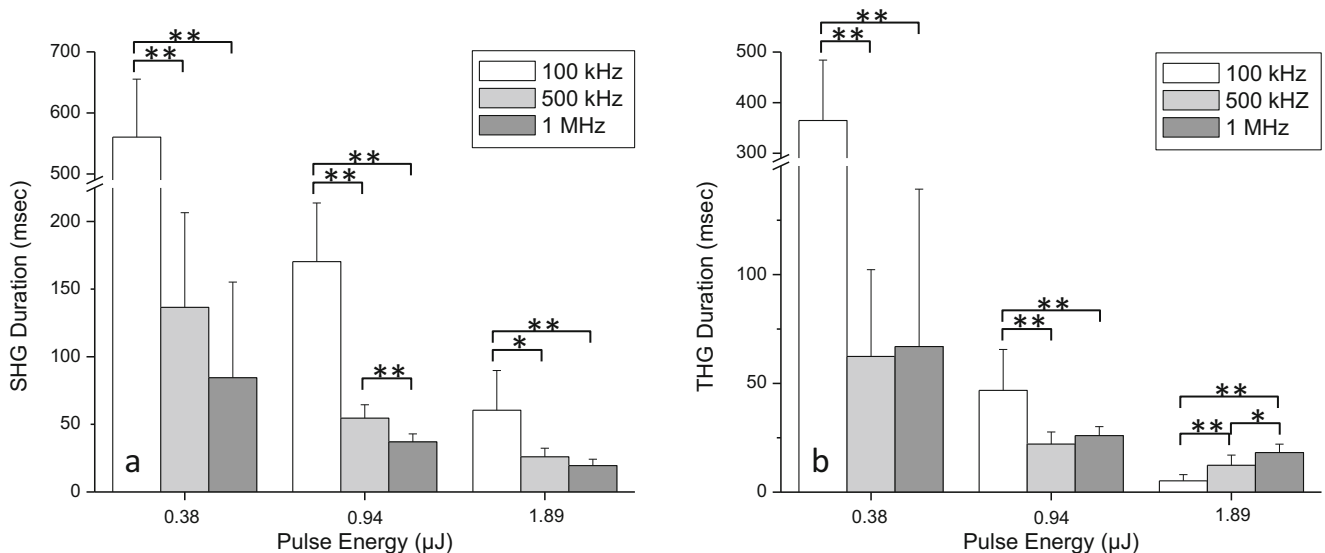 700
600
500
200
150
100
50
0
SHG Duration (msec)
** **
** **
**
** *
100 kHz
500 kHz
1 MHz
a
0.38 0.94 1.89
Pulse Energy (µJ)
500
400
300
100
50
0
THG Duration (msec)
** **
** **
**
** *
100 kHz
500 kHZ
1 MHz
b
0.38 0.94 1.89
Pulse Energy (µJ)